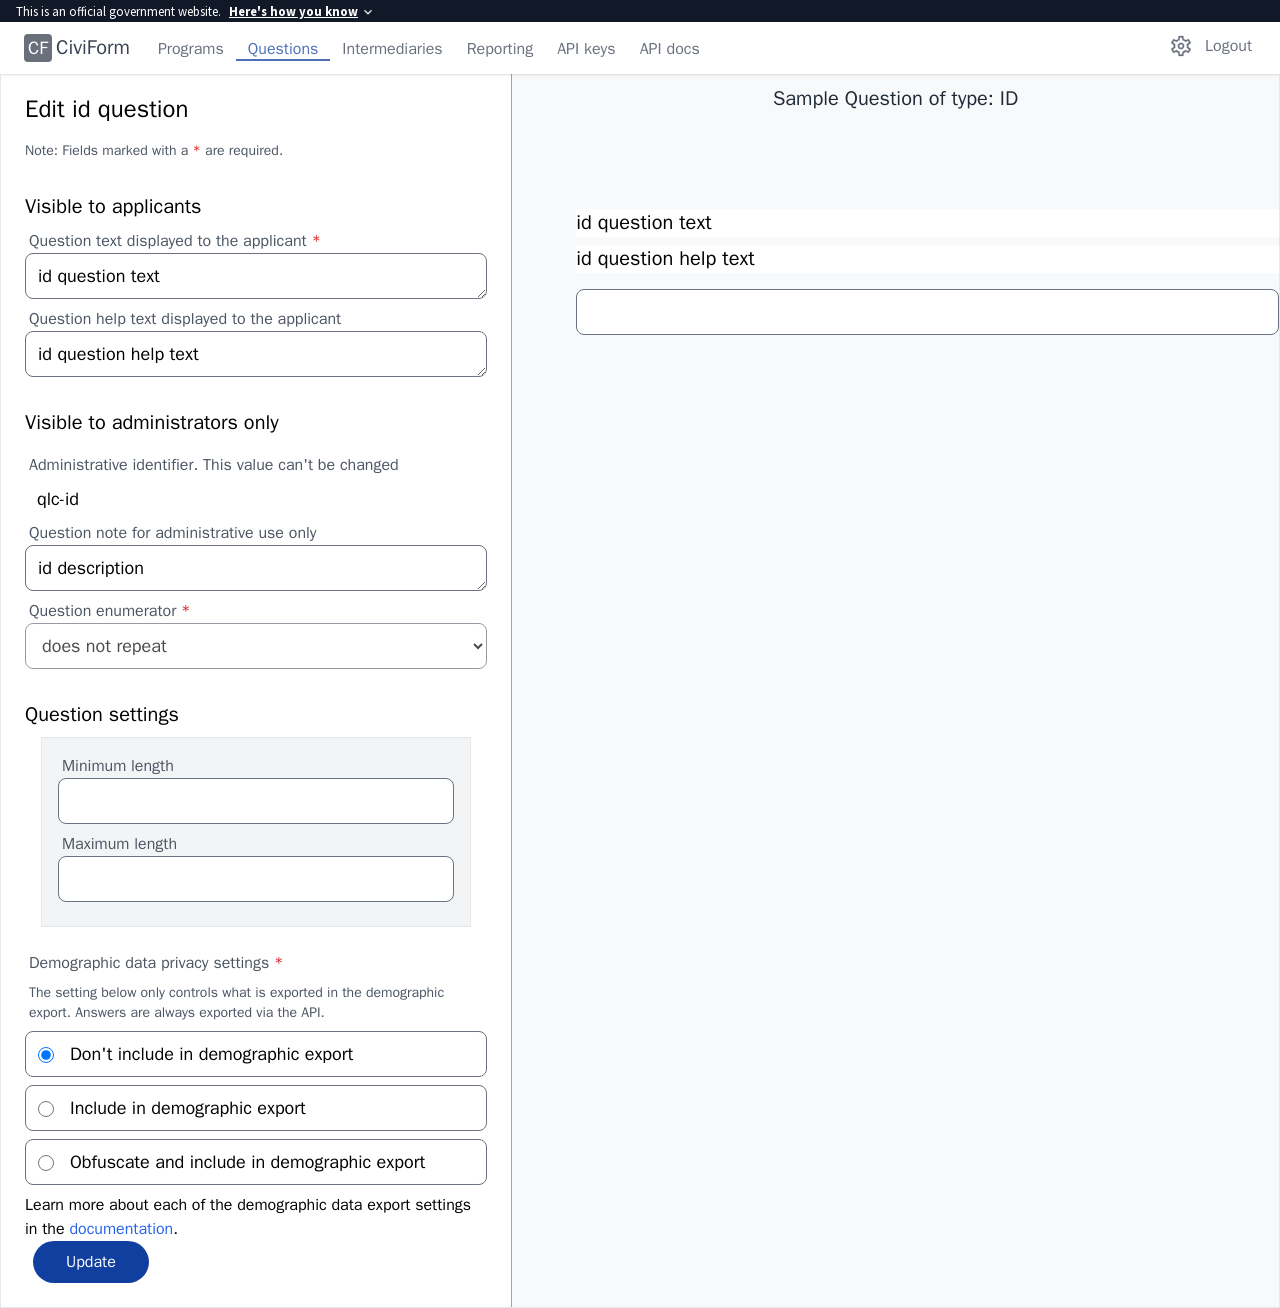 This is an official government website. Here's how you know
CF CiviForm Programs Questions Intermediaries Reporting API keys API docs Logout
Edit id question
Note: Fields marked with a * are required.
Visible to applicants
Question text displayed to the applicant *
id question text
Question help text displayed to the applicant
id question help text
Visible to administrators only
Administrative identifier. This value can't be changed
qlc-id
Question note for administrative use only
id description
Question enumerator *
does not repeat
Question settings
Minimum length
Maximum length
Demographic data privacy settings *
The setting below only controls what is exported in the demographic
export. Answers are always exported via the API.
Don't include in demographic export
Include in demographic export
Obfuscate and include in demographic export
Learn more about each of the demographic data export settings
in the documentation.
Update
Sample Question of type: ID
id question text
id question help text